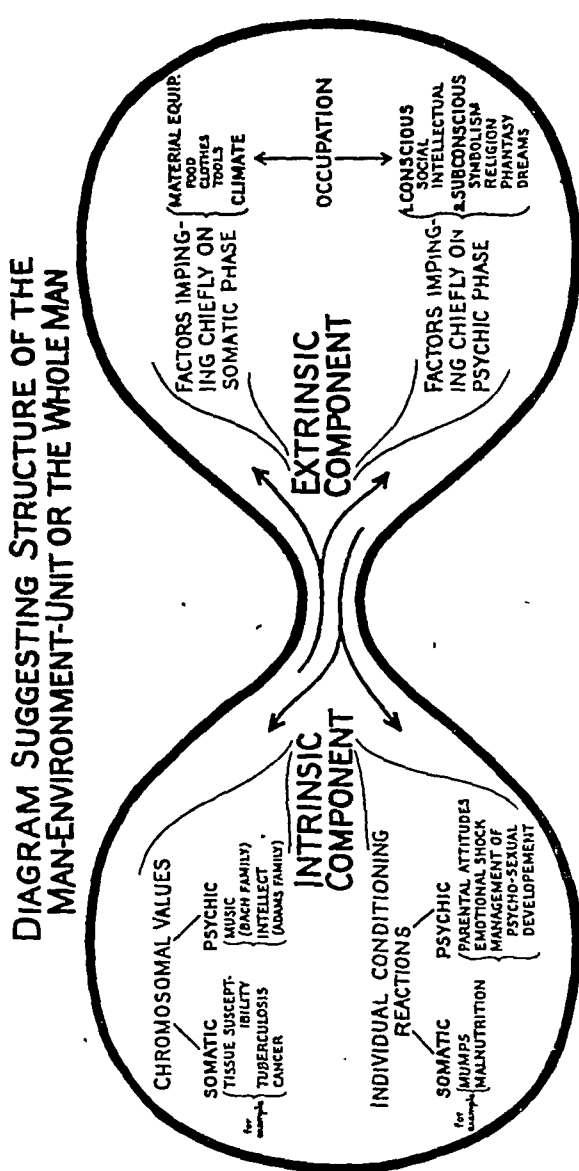 DIAGRAM SUGGESTING STRUCTURE OF THE
MAN-ENVIRONMENT-UNIT OR THE WHOLE MAN
CHROMOSOMAL VALUES
SOMATIC
TISSUE SUSCEPT-
IBILITY
for
example
TUBERCULOSIS
CANCER
PSYCHIC
MUSIC
(BACH FAMILY)
INTELLECT
(ADAMS FAMILY)
INTRINSIC
COMPONENT
INDIVIDUAL CONDITIONING
REACTIONS
SOMATIC
for
example
MUMPS
MALNUTRITION
PSYCHIC
PARENTAL ATTITUDES
EMOTIONAL SHOCK
MANAGEMENT OF
PSYCHO-SEXUAL
DEVELOPEMENT
EXTRINSIC
COMPONENT
FACTORS IMPING-
ING CHIEFLY ON
SOMATIC PHASE
MATERIAL EQUIP.
FOOD
CLOTHES
TOOLS
CLIMATE
OCCUPATION
FACTORS IMPING-
ING CHIEFLY ON
PSYCHIC PHASE
1.CONSCIOUS
SOCIAL
INTELLECTUAL
2.SUBCONSCIOUS
SYMBOLISM
RELIGION
PHANTASY
DREAMS